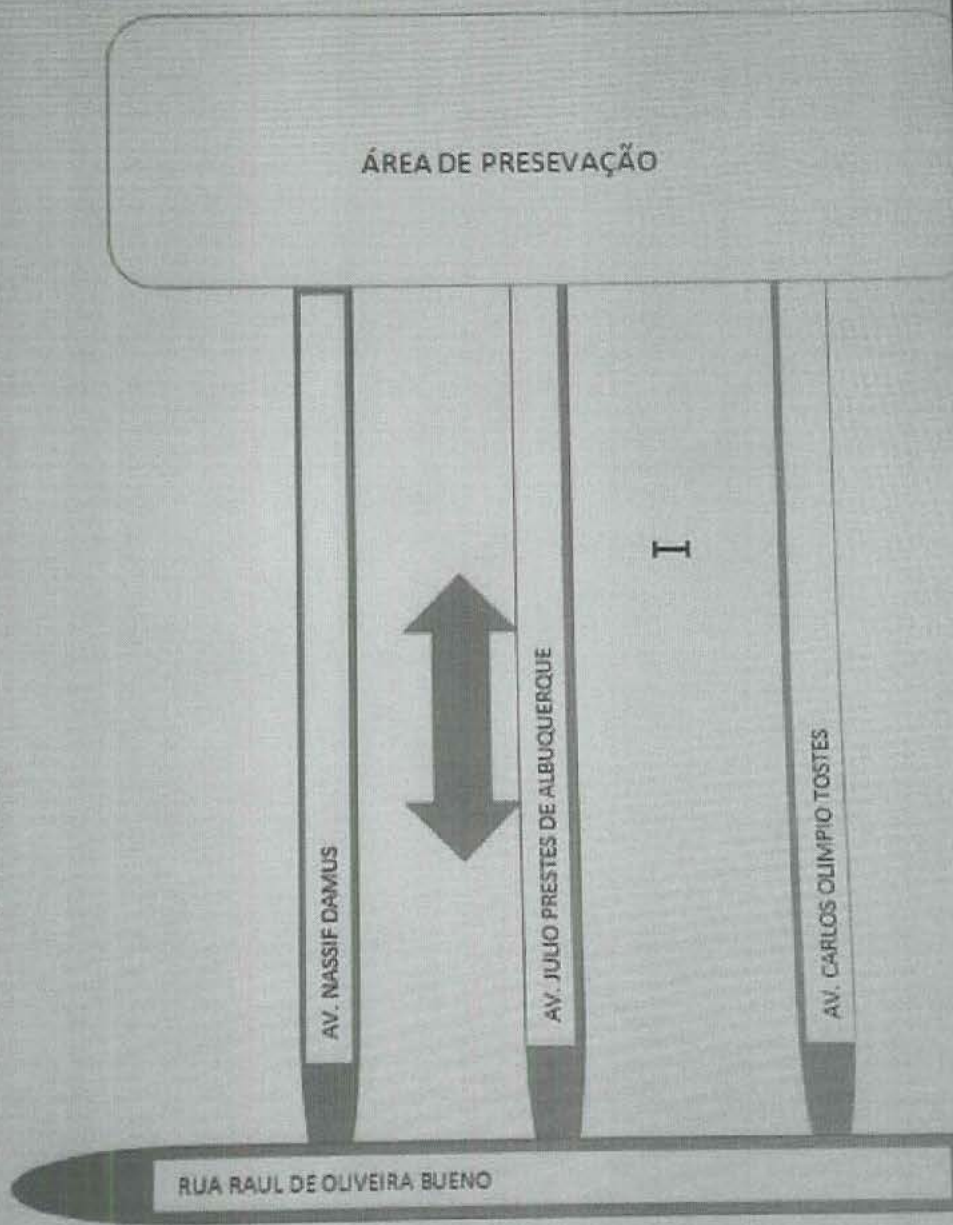 ÁREA DE PRESEVAÇÃO
AV. NASSIF DAMUS
AV. JULIO PRESTES DE ALBUQUERQUE
AV. CARLOS OLIMPIO TOSTES
RUA RAUL DE OLIVEIRA BUENO